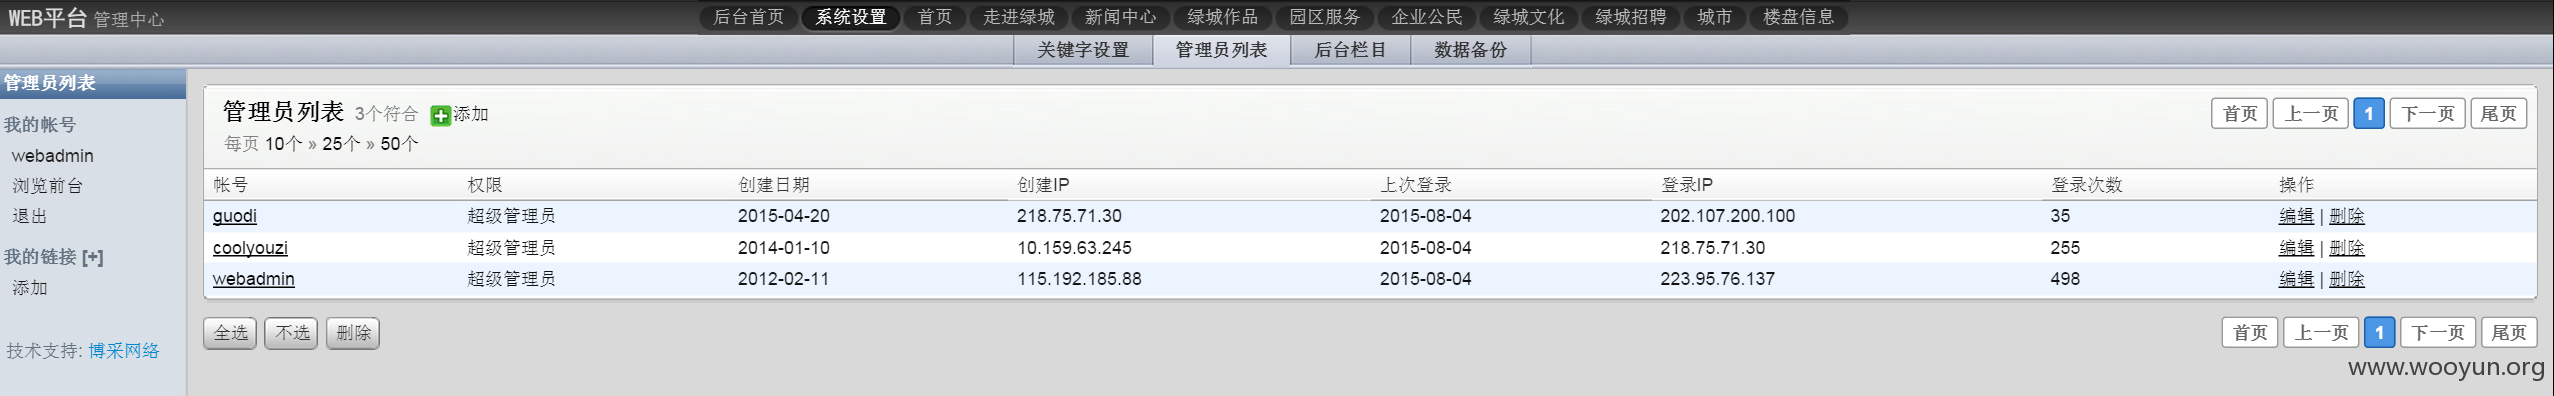 WEB平台 管理中心 后台首页 系统设置 首页 走进绿城 新闻中心 绿城作品 园区服务 企业公民 绿城文化 绿城招聘 城市 楼盘信息
关键字设置 管理员列表 后台栏目 数据备份
管理员列表
我的帐号
webadmin
浏览前台
退出
我的链接 [+]
添加
技术支持: 博采网络
管理员列表 3个符合 添加
每页 10个 » 25个 » 50个
首页 上一页 1 下一页 尾页
帐号 权限 创建日期 创建IP 上次登录 登录IP 登录次数 操作
guodi 超级管理员 2015-04-20 218.75.71.30 2015-08-04 202.107.200.100 35 编辑 | 删除
coolyouzi 超级管理员 2014-01-10 10.159.63.245 2015-08-04 218.75.71.30 255 编辑 | 删除
webadmin 超级管理员 2012-02-11 115.192.185.88 2015-08-04 223.95.76.137 498 编辑 | 删除
全选 不选 删除
首页 上一页 1 下一页 尾页
www.wooyun.org